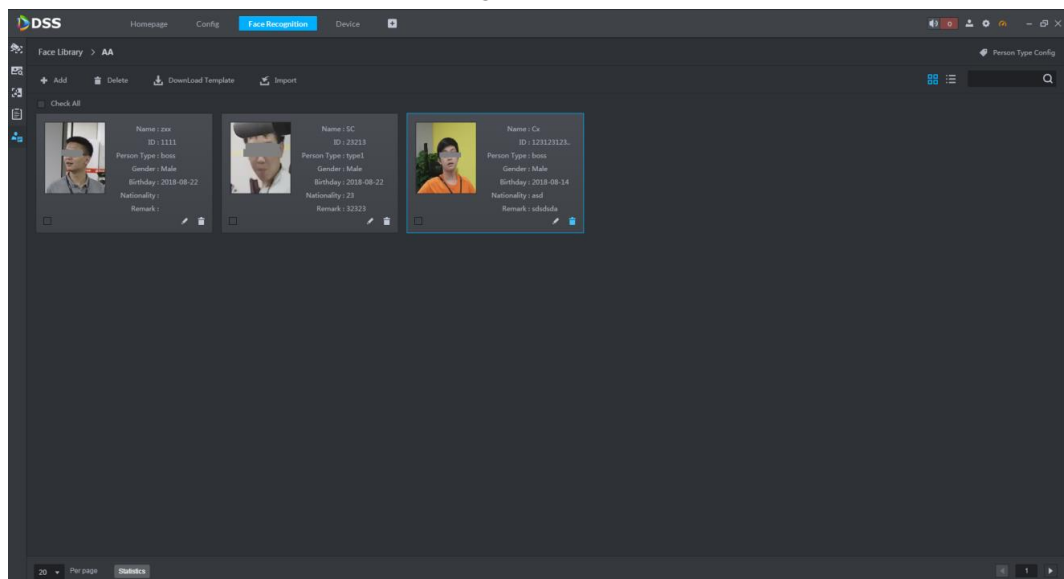 DSS Homepage Config Face Recognition Device 0
Face Library > AA Person Type Config
Add Delete DownLoad Template Import
Check All
Name : zxx
ID : 1111
Person Type : boss
Gender : Male
Birthday : 2018-08-22
Nationality :
Remark :
Name : SC
ID : 23213
Person Type : type1
Gender : Male
Birthday : 2018-08-22
Nationality : 23
Remark : 32323
Name : Cx
ID : 123123123..
Person Type : boss
Gender : Male
Birthday : 2018-08-14
Nationality : asd
Remark : sdsdsda
20 Per page Statistics 1